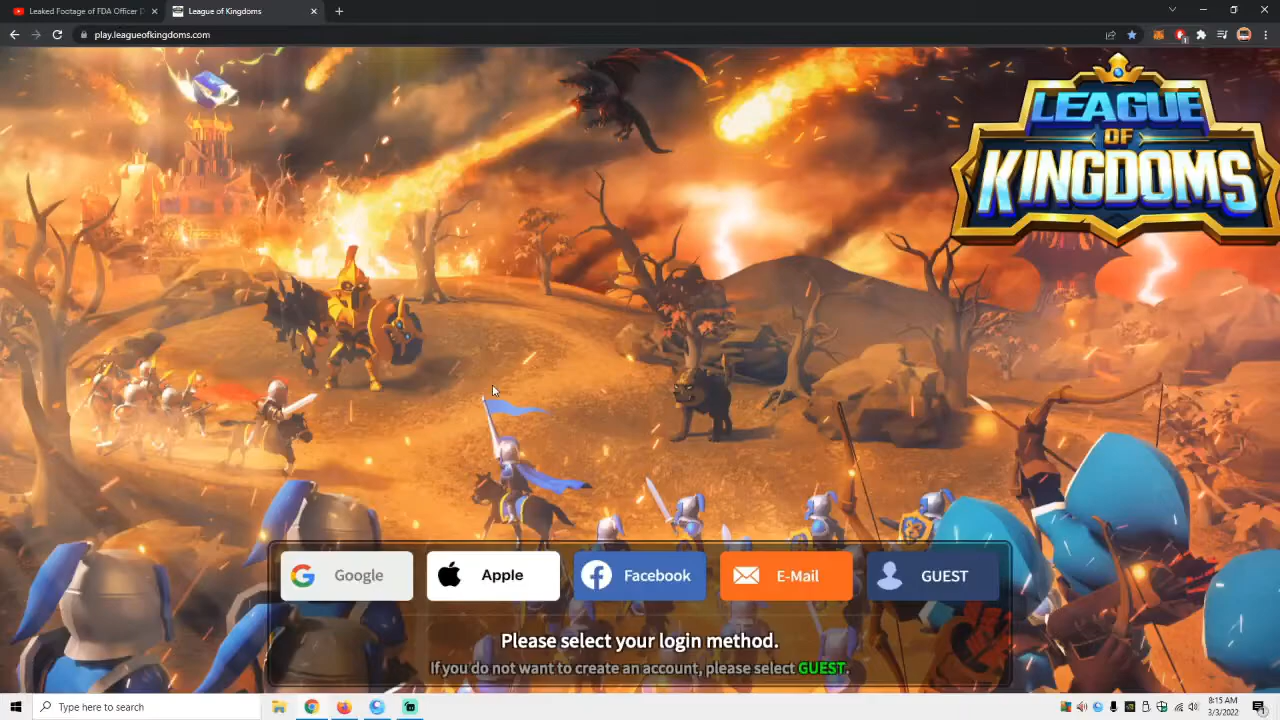 Leaked Footage of FDA Officer
League of Kingdoms
play.leagueofkingdoms.com
LEAGUE
OF
KINGDOMS
Google
Apple
Facebook
E-Mail
GUEST
Please select your login method.
If you do not want to create an account, please select GUEST.
Type here to search
8:15 AM
3/3/2022